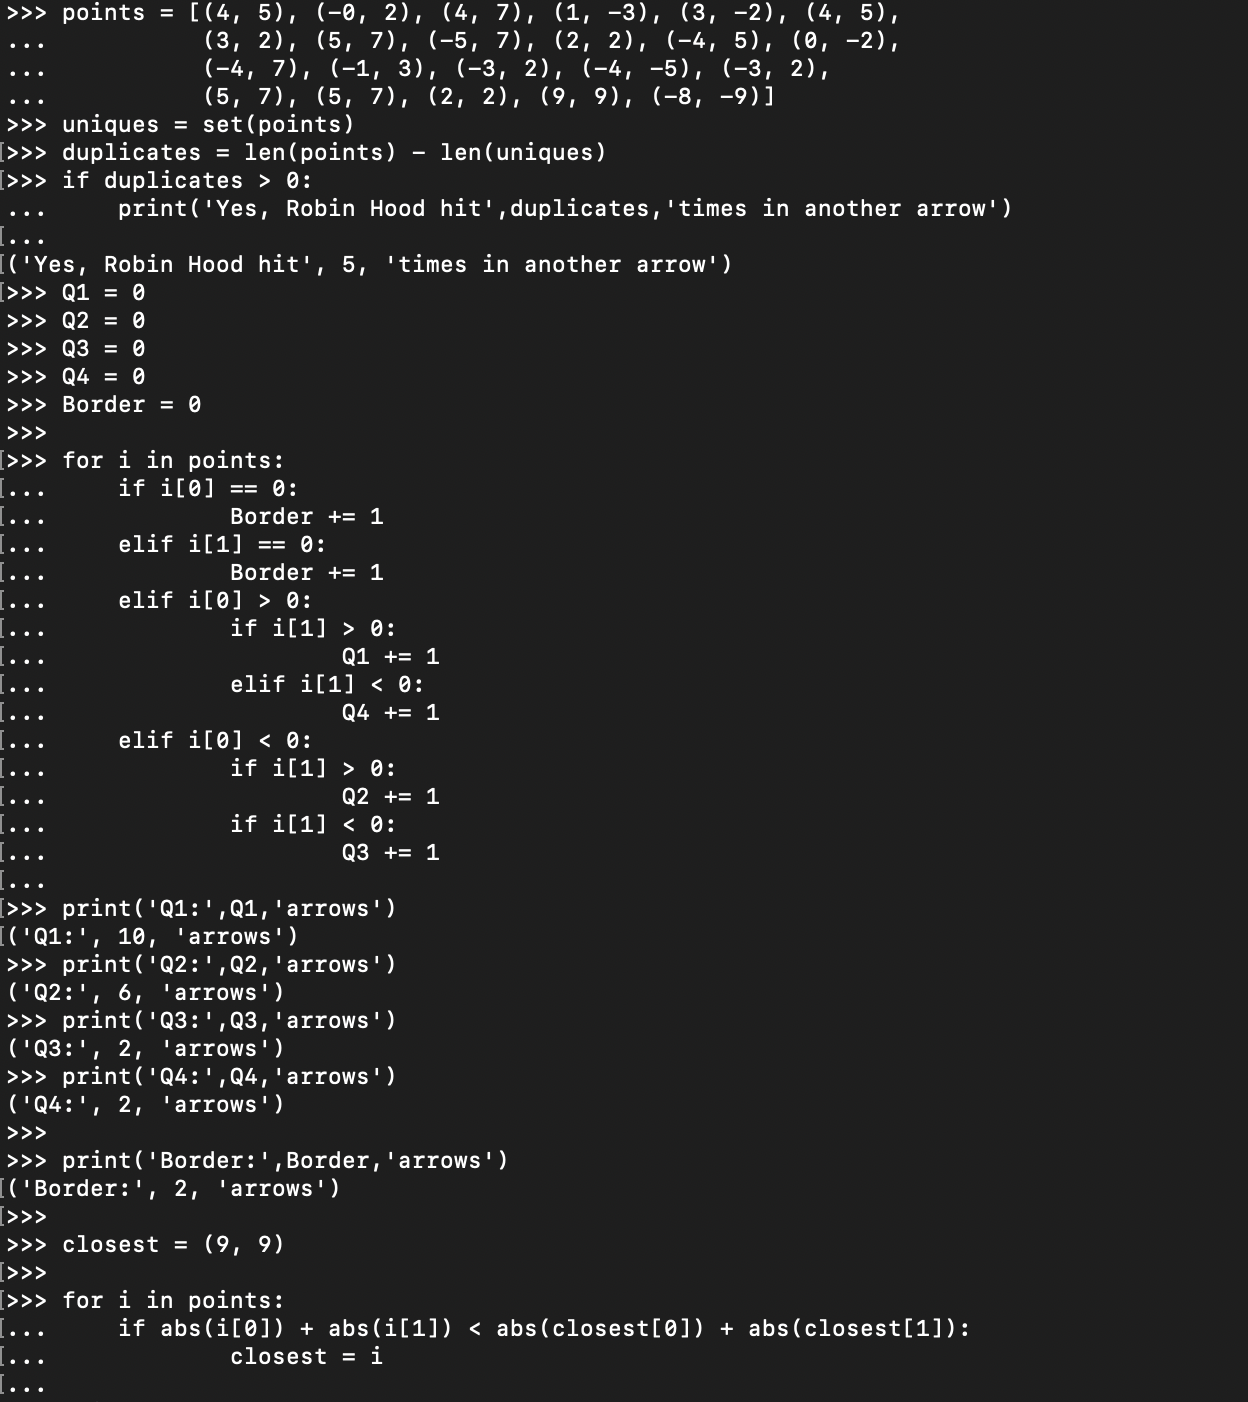 >>> points = [(4, 5), (-0, 2), (4, 7), (1, -3), (3, -2), (4, 5),
...           (3, 2), (5, 7), (-5, 7), (2, 2), (-4, 5), (0, -2),
...           (-4, 7), (-1, 3), (-3, 2), (-4, -5), (-3, 2),
...           (5, 7), (5, 7), (2, 2), (9, 9), (-8, -9)]
>>> uniques = set(points)
[>>> duplicates = len(points) - len(uniques)
[>>> if duplicates > 0:
...     print('Yes, Robin Hood hit',duplicates,'times in another arrow')
[...
[('Yes, Robin Hood hit', 5, 'times in another arrow')
[>>> Q1 = 0
>>> Q2 = 0
>>> Q3 = 0
>>> Q4 = 0
>>> Border = 0
>>>
[>>> for i in points:
[...     if i[0] == 0:
[...             Border += 1
[...     elif i[1] == 0:
[...             Border += 1
[...     elif i[0] > 0:
[...             if i[1] > 0:
[...                     Q1 += 1
[...             elif i[1] < 0:
[...                     Q4 += 1
[...     elif i[0] < 0:
[...             if i[1] > 0:
[...                     Q2 += 1
[...             if i[1] < 0:
[...                     Q3 += 1
[...
[>>> print('Q1:',Q1,'arrows')
[('Q1:', 10, 'arrows')
>>> print('Q2:',Q2,'arrows')
('Q2:', 6, 'arrows')
>>> print('Q3:',Q3,'arrows')
('Q3:', 2, 'arrows')
>>> print('Q4:',Q4,'arrows')
('Q4:', 2, 'arrows')
>>>
>>> print('Border:',Border,'arrows')
[('Border:', 2, 'arrows')
[>>>
>>> closest = (9, 9)
[>>>
[>>> for i in points:
[...     if abs(i[0]) + abs(i[1]) < abs(closest[0]) + abs(closest[1]):
[...             closest = i
[...